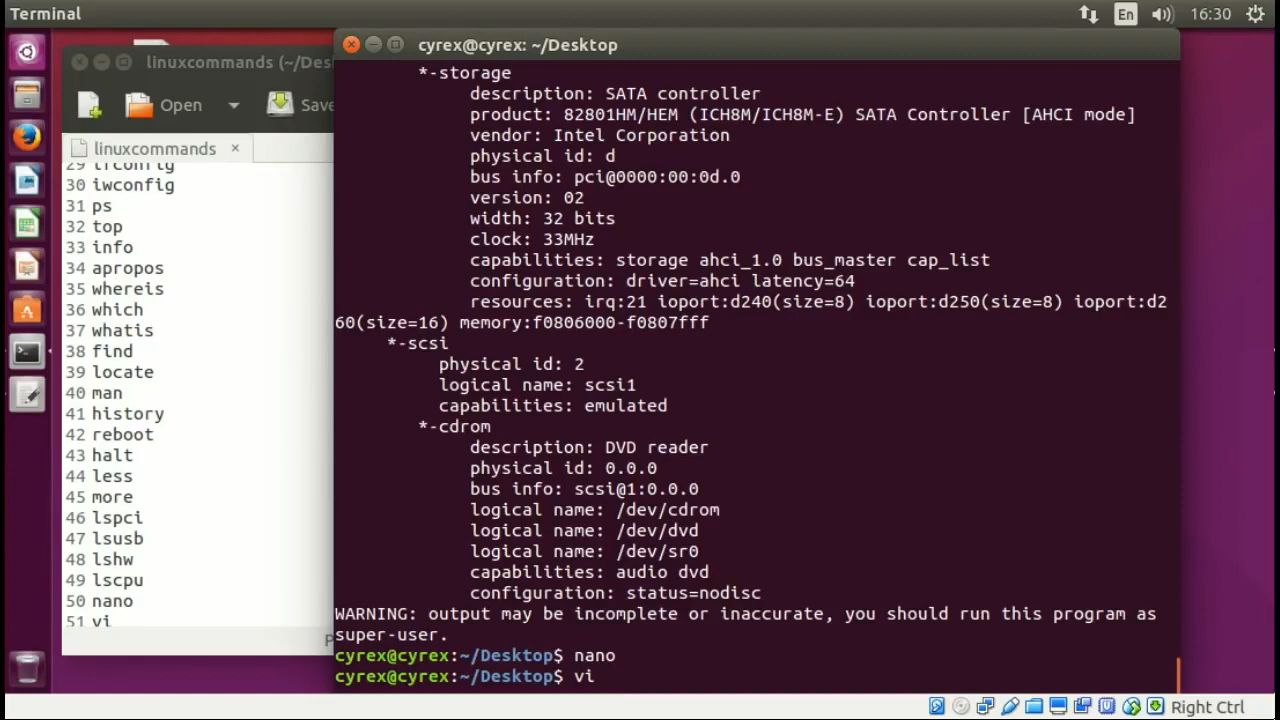 Terminal
En
16:30
linuxcommands (~/Des
Open
Save
linuxcommands ×
29 ifconfig
30 iwconfig
31 ps
32 top
33 info
34 apropos
35 whereis
36 which
37 whatis
38 find
39 locate
40 man
41 history
42 reboot
43 halt
44 less
45 more
46 lspci
47 lsusb
48 lshw
49 lscpu
50 nano
51 vi
P
cyrex@cyrex: ~/Desktop
*-storage
description: SATA controller
product: 82801HM/HEM (ICH8M/ICH8M-E) SATA Controller [AHCI mode]
vendor: Intel Corporation
physical id: d
bus info: pci@0000:00:0d.0
version: 02
width: 32 bits
clock: 33MHz
capabilities: storage ahci_1.0 bus_master cap_list
configuration: driver=ahci latency=64
resources: irq:21 ioport:d240(size=8) ioport:d250(size=8) ioport:d2
60(size=16) memory:f0806000-f0807fff
*-scsi
physical id: 2
logical name: scsi1
capabilities: emulated
*-cdrom
description: DVD reader
physical id: 0.0.0
bus info: scsi@1:0.0.0
logical name: /dev/cdrom
logical name: /dev/dvd
logical name: /dev/sr0
capabilities: audio dvd
configuration: status=nodisc
WARNING: output may be incomplete or inaccurate, you should run this program as
super-user.
cyrex@cyrex:~/Desktop$ nano
cyrex@cyrex:~/Desktop$ vi
Right Ctrl